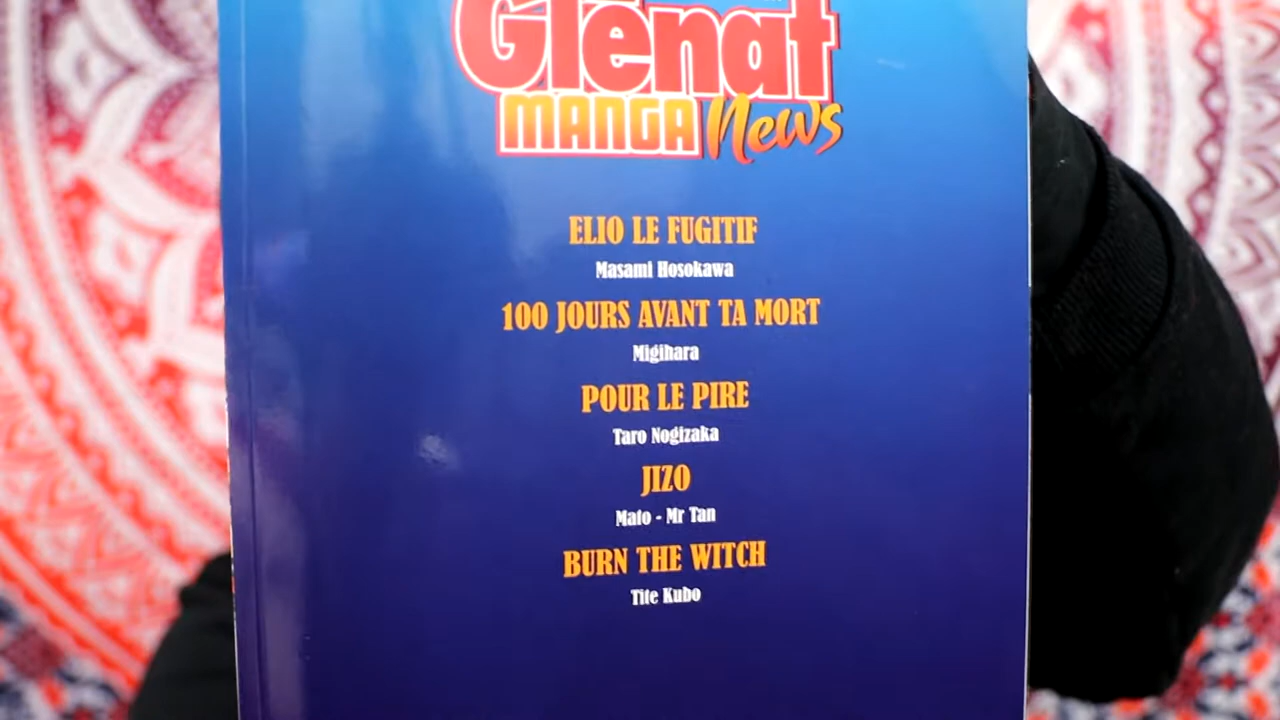 Glénat
MANGA News
ELIO LE FUGITIF
Masami Hosokawa
100 JOURS AVANT TA MORT
Migihara
POUR LE PIRE
Taro Nogizaka
JIZO
Mato - Mr Tan
BURN THE WITCH
Tite Kubo